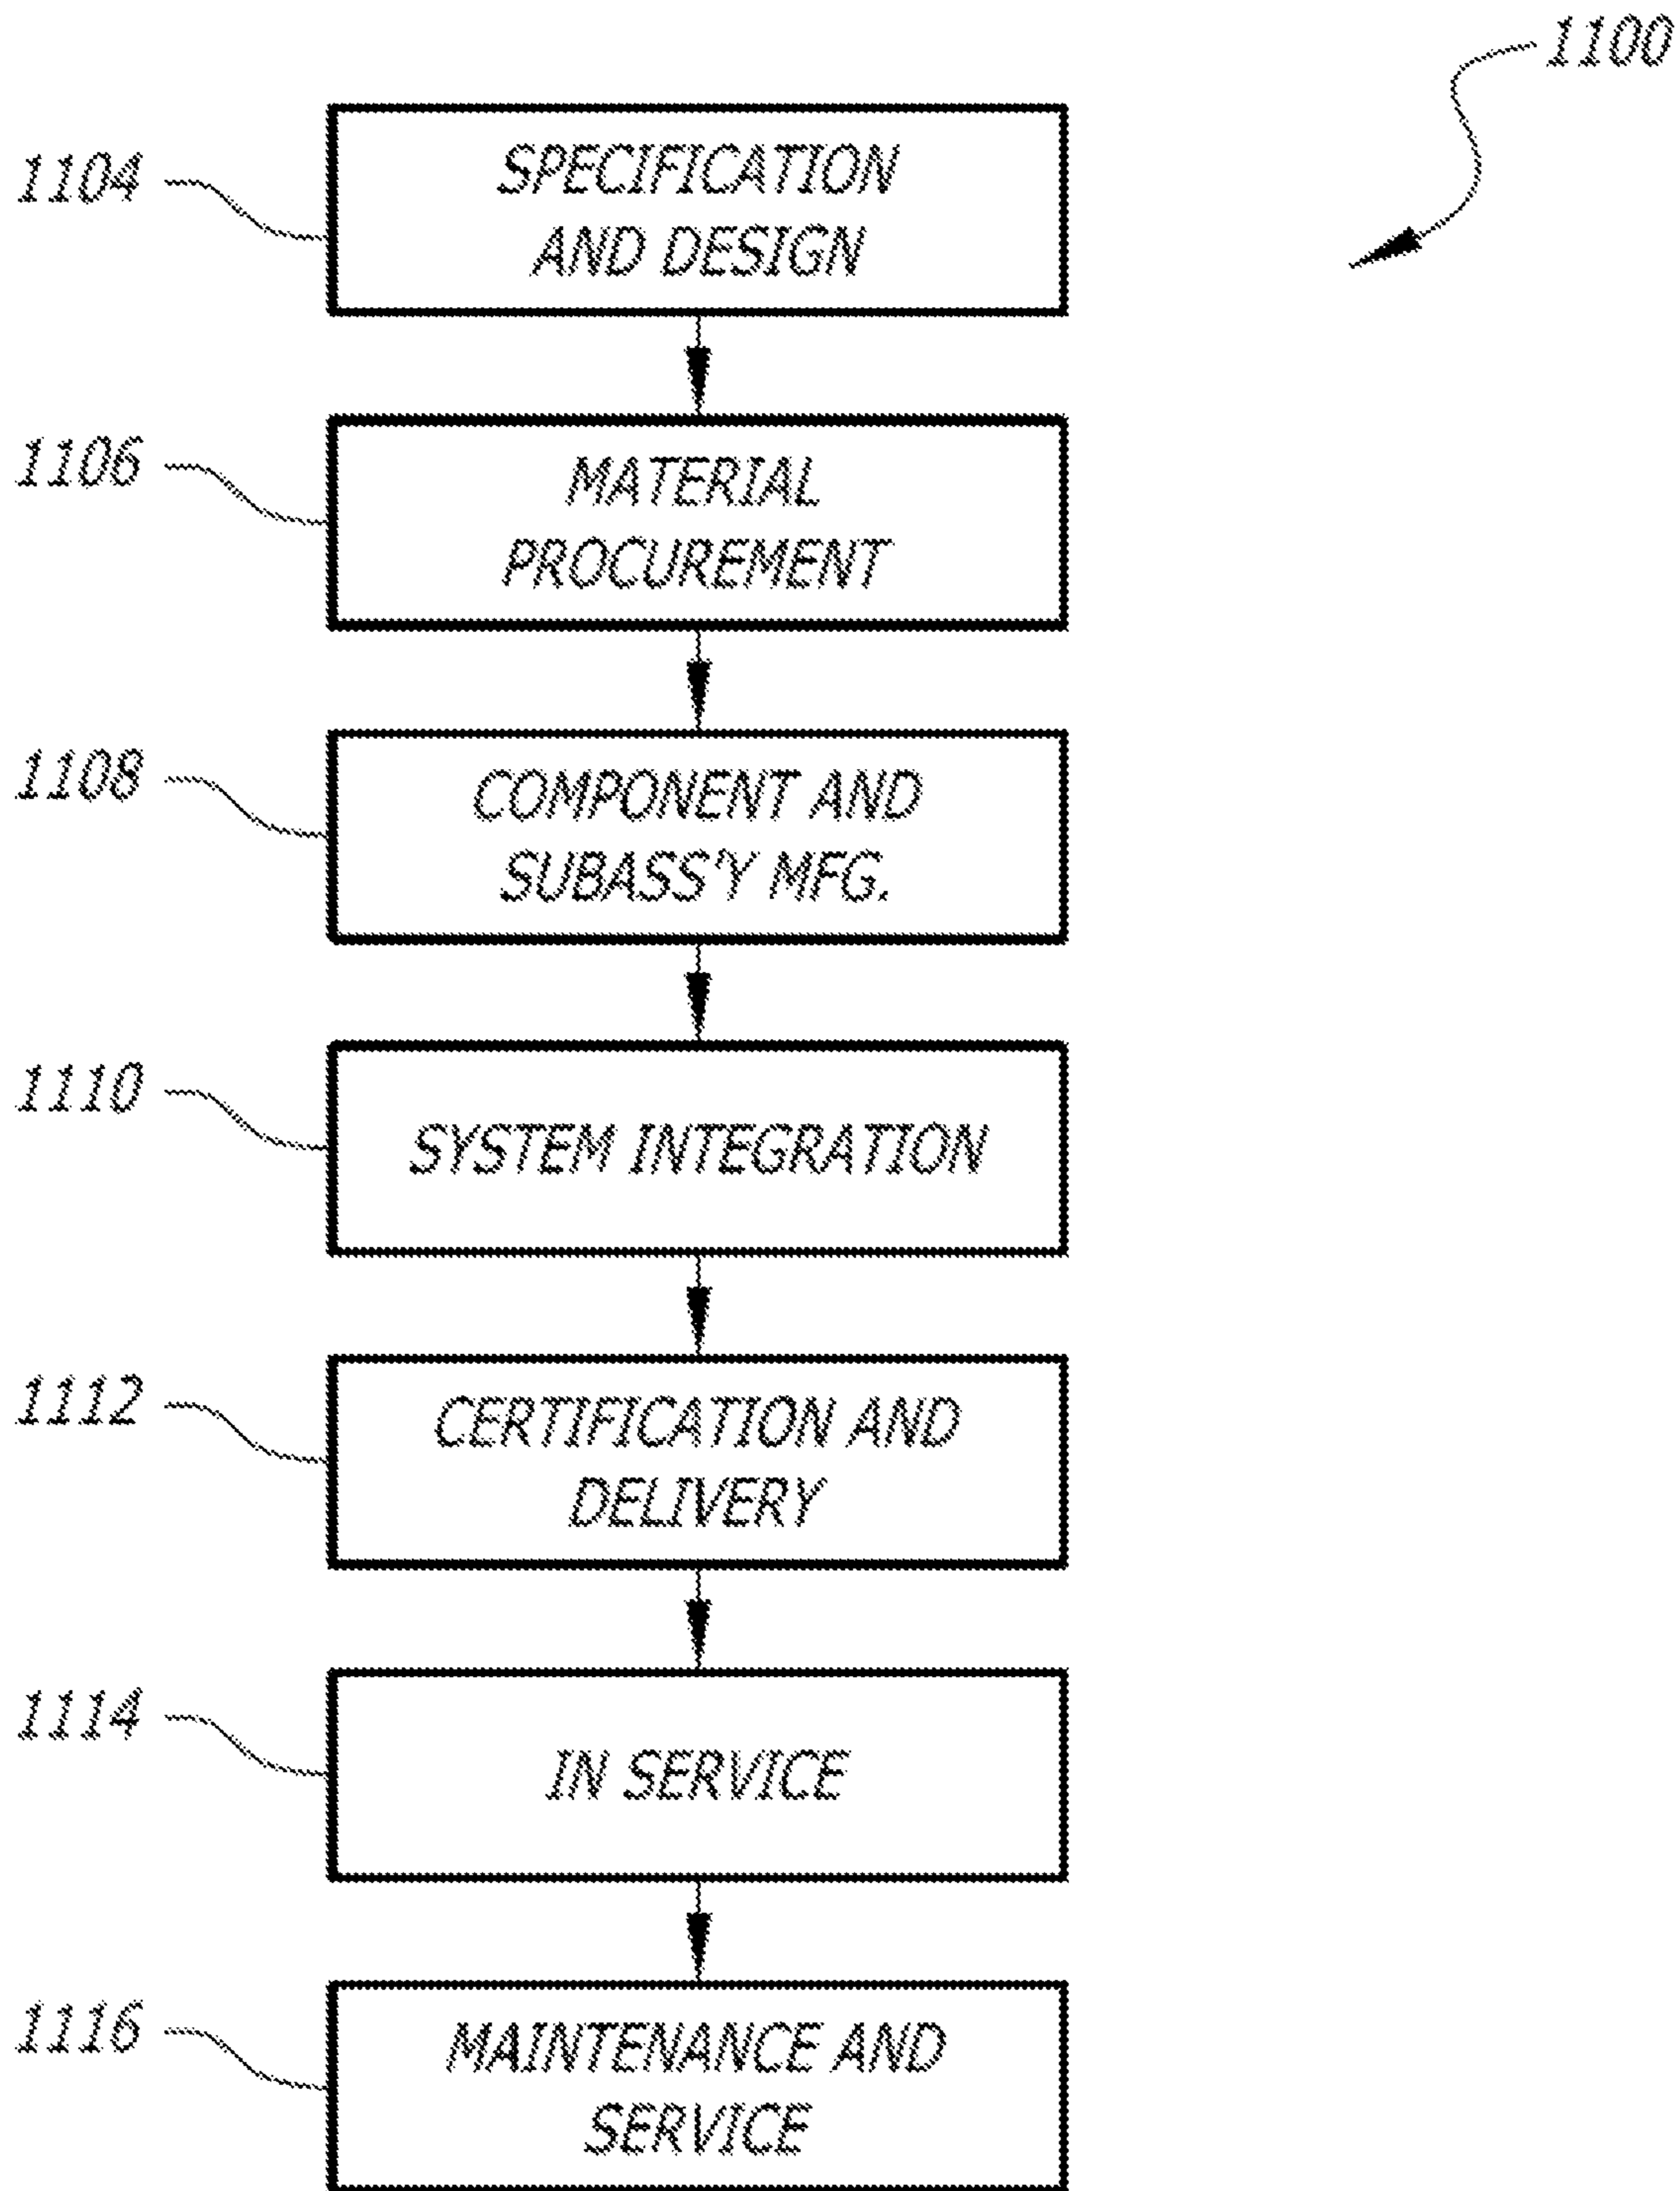 1100
1104
SPECIFICATION
AND DESIGN
1106
MATERIAL
PROCUREMENT
1108
COMPONENT AND
SUBASS'Y MFG.
1110
SYSTEM INTEGRATION
1112
CERTIFICATION AND
DELIVERY
1114
IN SERVICE
1116
MAINTENANCE AND
SERVICE